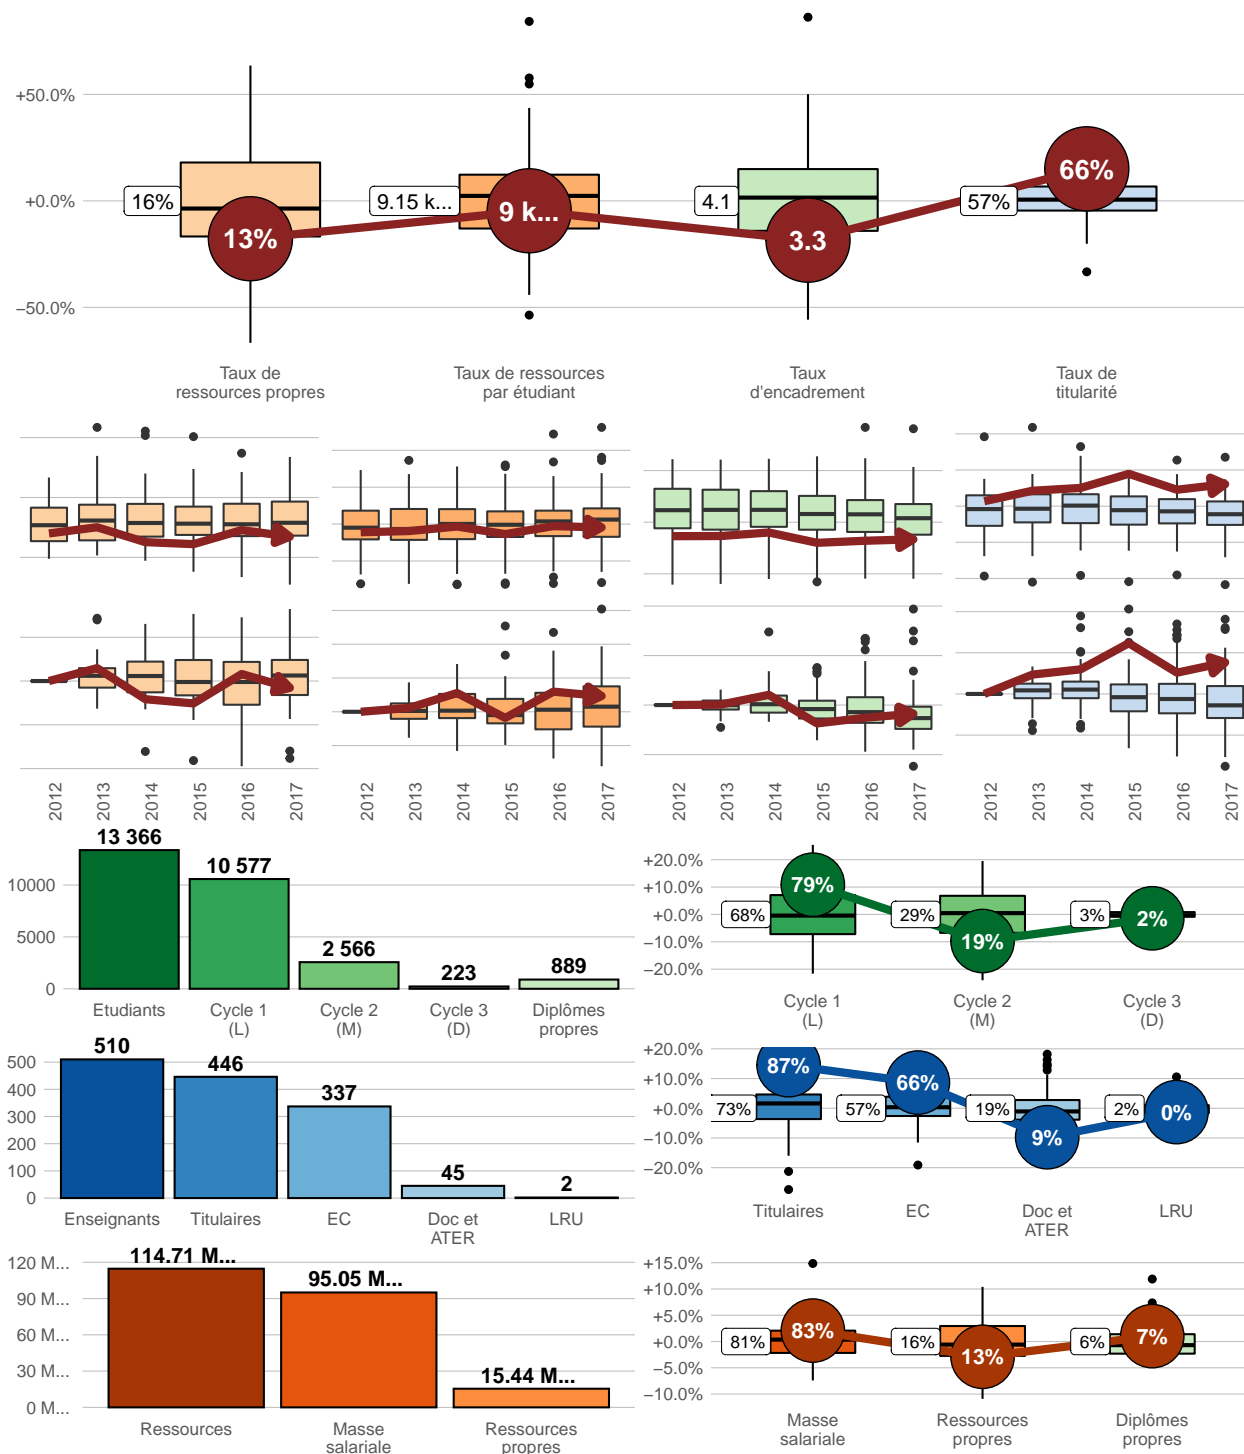 +50.0%
+0.0%
−50.0%
16%
9.15 k...
4.1
57%
13%
9 k...
3.3
66%
Taux de
ressources propres
Taux de ressources
par étudiant
Taux
d'encadrement
Taux de
titularité
2012
2013
2014
2015
2016
2017
2012
2013
2014
2015
2016
2017
2012
2013
2014
2015
2016
2017
2012
2013
2014
2015
2016
2017
10000
5000
0
13 366
10 577
2 566
223
889
Etudiants
Cycle 1
(L)
Cycle 2
(M)
Cycle 3
(D)
Diplômes
propres
+20.0%
+10.0%
+0.0%
−10.0%
−20.0%
68%
79%
29%
19%
3%
2%
Cycle 1
(L)
Cycle 2
(M)
Cycle 3
(D)
500
400
300
200
100
0
510
446
337
45
2
Enseignants
Titulaires
EC
Doc et
ATER
LRU
+20.0%
+10.0%
+0.0%
−10.0%
−20.0%
73%
87%
57%
66%
19%
9%
2%
0%
Titulaires
EC
Doc et
ATER
LRU
120 M...
90 M...
60 M...
30 M...
0 M...
114.71 M...
95.05 M...
15.44 M...
Ressources
Masse
salariale
Ressources
propres
+15.0%
+10.0%
+5.0%
+0.0%
−5.0%
−10.0%
81%
83%
16%
13%
6%
7%
Masse
salariale
Ressources
propres
Diplômes
propres